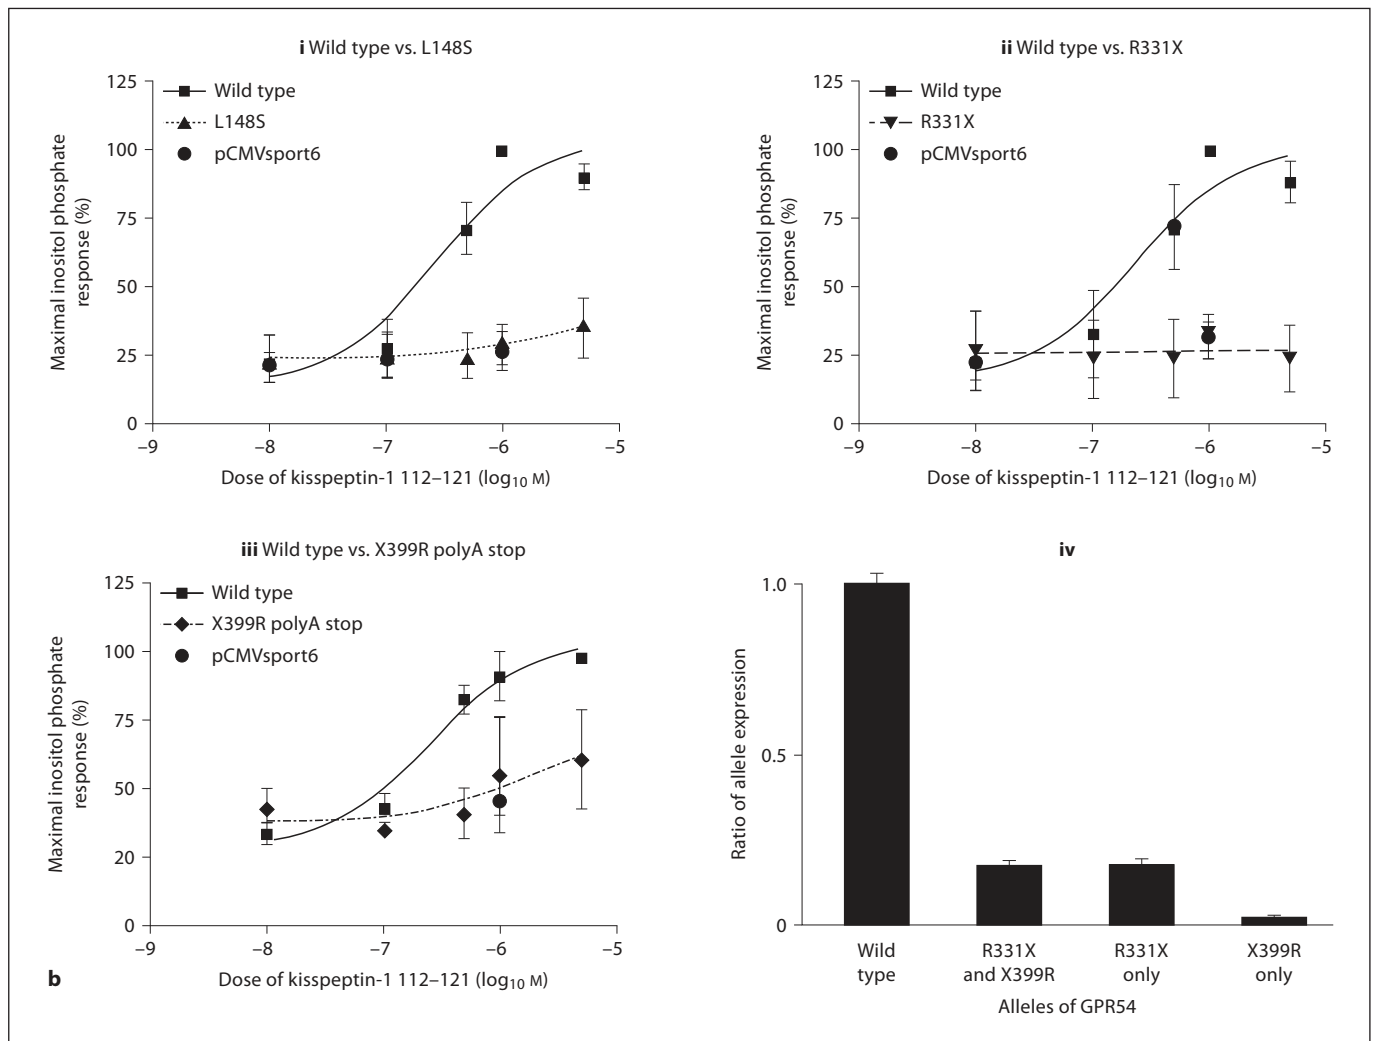 i Wild type vs. L148S
125
100
75
50
25
0
Wild type
L148S
pCMVsport6
Maximal inositol phosphate
response (%)
–9
–8
–7
–6
–5
Dose of kisspeptin-1 112–121 (log10 M)
ii Wild type vs. R331X
125
100
75
50
25
0
Wild type
R331X
pCMVsport6
Maximal inositol phosphate
response (%)
–9
–8
–7
–6
–5
Dose of kisspeptin-1 112–121 (log10 M)
iii Wild type vs. X399R polyA stop
125
100
75
50
20
0
Wild type
X399R polyA stop
pCMVsport6
Maximal inositol phosphate
response (%)
–9
–8
–7
–6
–5
Dose of kisspeptin-1 112–121 (log10 M)
b
iv
1.0
0.5
0
Ratio of allele expression
Wild
type
R331X
and X399R
R331X
only
X399R
only
Alleles of GPR54